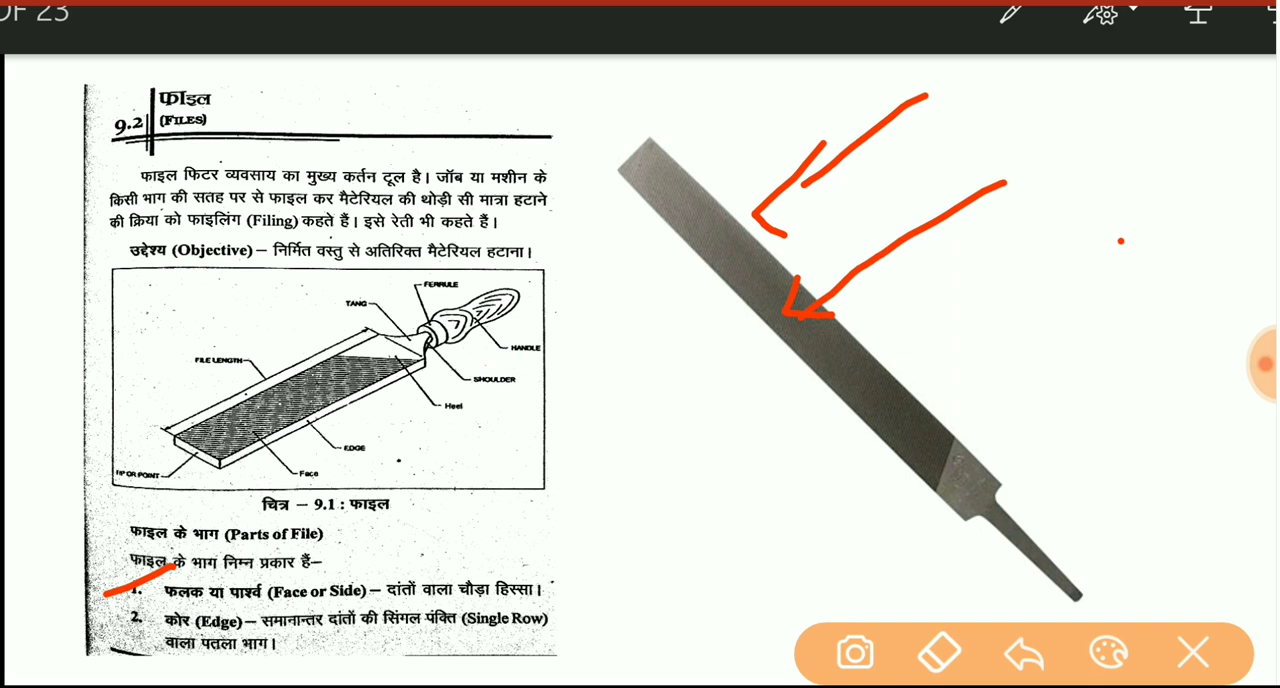 OF 23
9.2
फाइल
(FILES)
फाइल फिटर व्यवसाय का मुख्य कर्तन टूल है। जॉब या मशीन के
किसी भाग की सतह पर से फाइल कर मैटेरियल की थोड़ी सी मात्रा हटाने
की क्रिया को फाइलिंग (Filing) कहते हैं। इसे रेती भी कहते हैं।
उद्देश्य (Objective) – निर्मित वस्तु से अतिरिक्त मैटेरियल हटाना।
FERRULE
TANG
HANDLE
FILE LENGTH
SHOULDER
Heel
EDGE
TIP OR POINT
Face
चित्र – 9.1 : फाइल
फाइल के भाग (Parts of File)
फाइल के भाग निम्न प्रकार हैं–
1. फलक या पार्श्व (Face or Side) – दांतों वाला चौड़ा हिस्सा।
2. कोर (Edge) – समानान्तर दांतों की सिंगल पंक्ति (Single Row)
वाला पतला भाग।